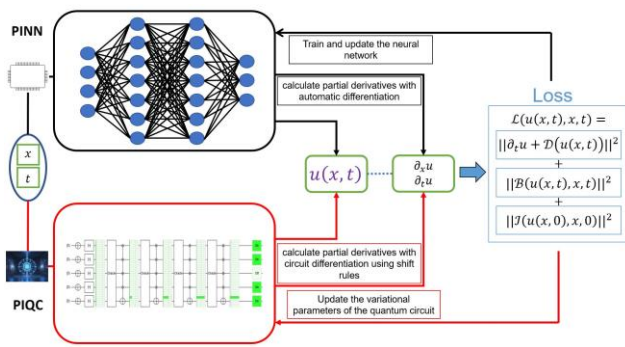 PINN
Train and update the neural
network
calculate partial derivatives with
automatic differentiation
Loss
ℒ(u(x, t), x, t) =
||∂ₜu + 𝒟(u(x, t))||²
+
||ℬ(u(x, t), x, t)||²
+
||ℐ(u(x, 0), x, 0)||²
x
t
u(x, t)
∂ₓu
∂ₜu
calculate partial derivatives with
circuit differentiation using shift
rules
Update the variational
parameters of the quantum circuit
PIQC